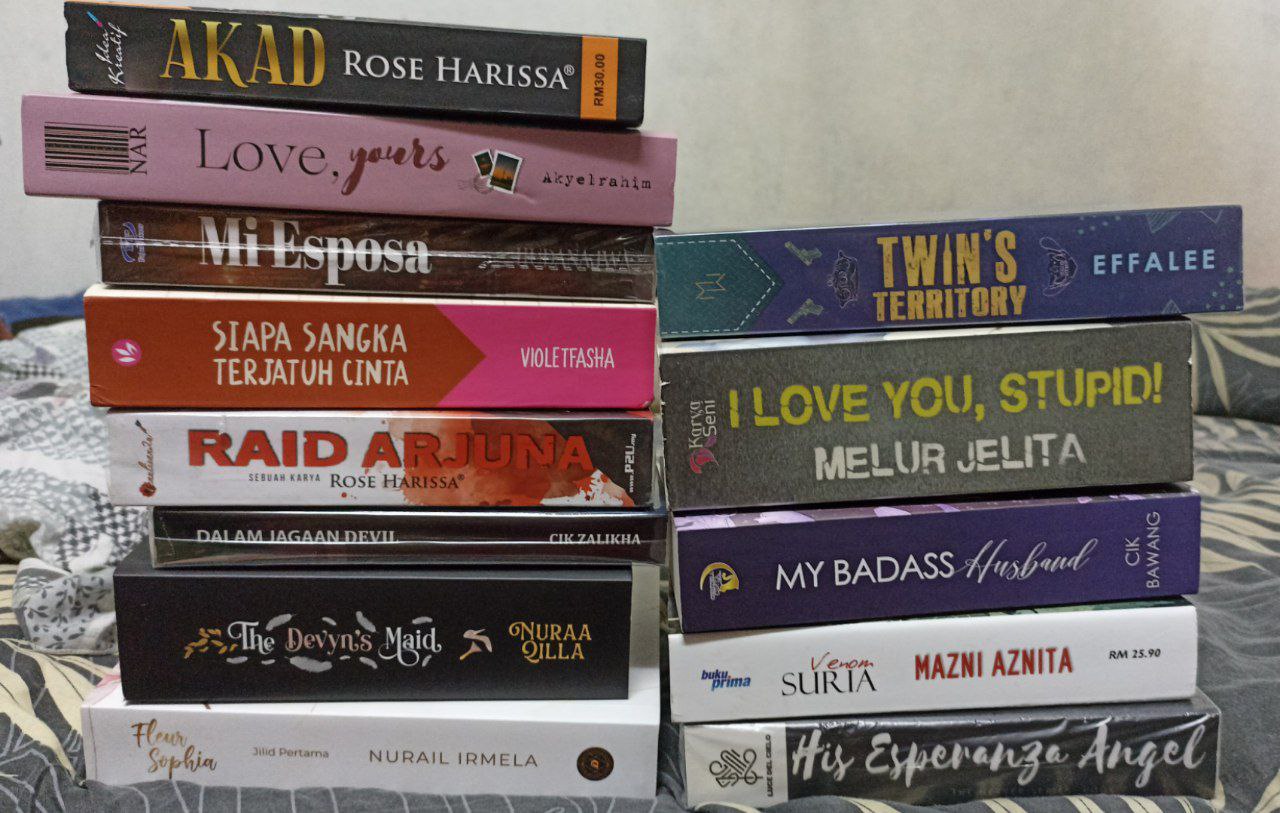 Idea
Kreatif
AKAD
ROSE HARISSA®
RM30.00
NAR
Love, yours
Akyelrahim
Mi Esposa
SIAPA SANGKA
TERJATUH CINTA
VIOLETFASHA
RAID ARJUNA
SEBUAH KARYA ROSE HARISSA®
www.P2U.my
DALAM JAGAAN DEVIL
CIK ZALIKHA
The Devyn's Maid
NURAA
QILLA
Fleur
Sophia
Jilid Pertama
NURAIL IRMELA
TWIN'S
TERRITORY
EFFALEE
Karya
Seni
I LOVE YOU, STUPID!
MELUR JELITA
MY BADASS Husband
CIK
BAWANG
buku
prima
Venom
SURIA
MAZNI AZNITA
RM 25.90
LUCE DEL CIELO
His Esperanza Angel